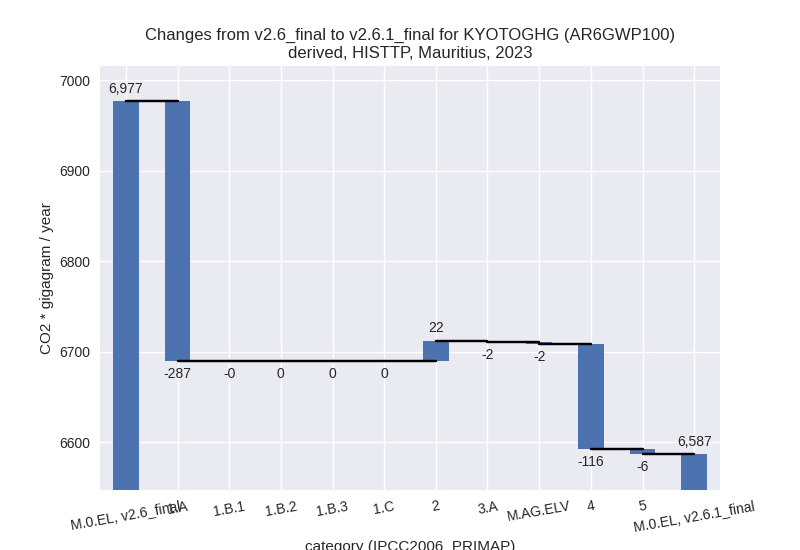 Changes from v2.6_final to v2.6.1_final for KYOTOGHG (AR6GWP100)
derived, HISTTP, Mauritius, 2023
7000
6900
6800
6700
6600
CO2 * gigagram / year
6,977
-287
-0
0
0
0
22
-2
-2
-116
-6
6,587
M.0.EL, v2.6_final
1.A
1.B.1
1.B.2
1.B.3
1.C
2
3.A
M.AG.ELV
4
5
M.0.EL, v2.6.1_final
category (IPCC2006_PRIMAP)